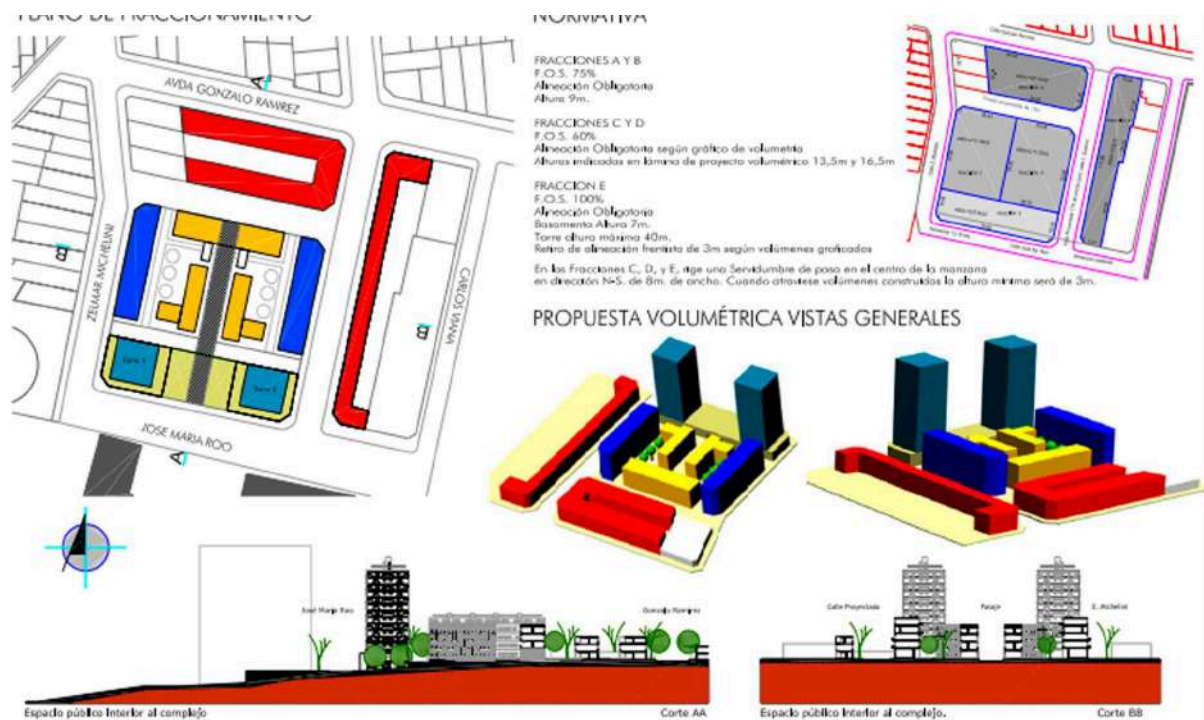 PLANO DE FRACCIONAMIENTO
AVDA GONZALO RAMIREZ
A
ZELMAR MICHELINI
B
CARLOS VIANA
B
Torre 1
Torre 2
JOSE MARIA ROO
A
NORMATIVA
FRACCIONES A Y B
F.O.S. 75%
Alineación Obligatoria
Altura 9m.
FRACCIONES C Y D
F.O.S. 60%
Alineación Obligatoria según gráfico de volumetría
Alturas indicadas en lámina de proyecto volumétrico 13,5m y 16,5m
FRACCION E
F.O.S. 100%
Alineación Obligatoria
Basamento Altura 7m.
Torre altura máxima 40m.
Retiro de alineación frentista de 3m según volúmenes graficados
En las Fracciones C, D, y E, rige una Servidumbre de paso en el centro de la manzana
en dirección N-S. de 8m. de ancho. Cuando atraviese volúmenes construidos la altura mínima será de 3m.
PROPUESTA VOLUMÉTRICA VISTAS GENERALES
José María Roo
Gonzalo Ramirez
Espacio público interior al complejo
Corte AA
Calle Proyectada
Pasaje
Z. Michelini
Espacio público interior al complejo.
Corte BB